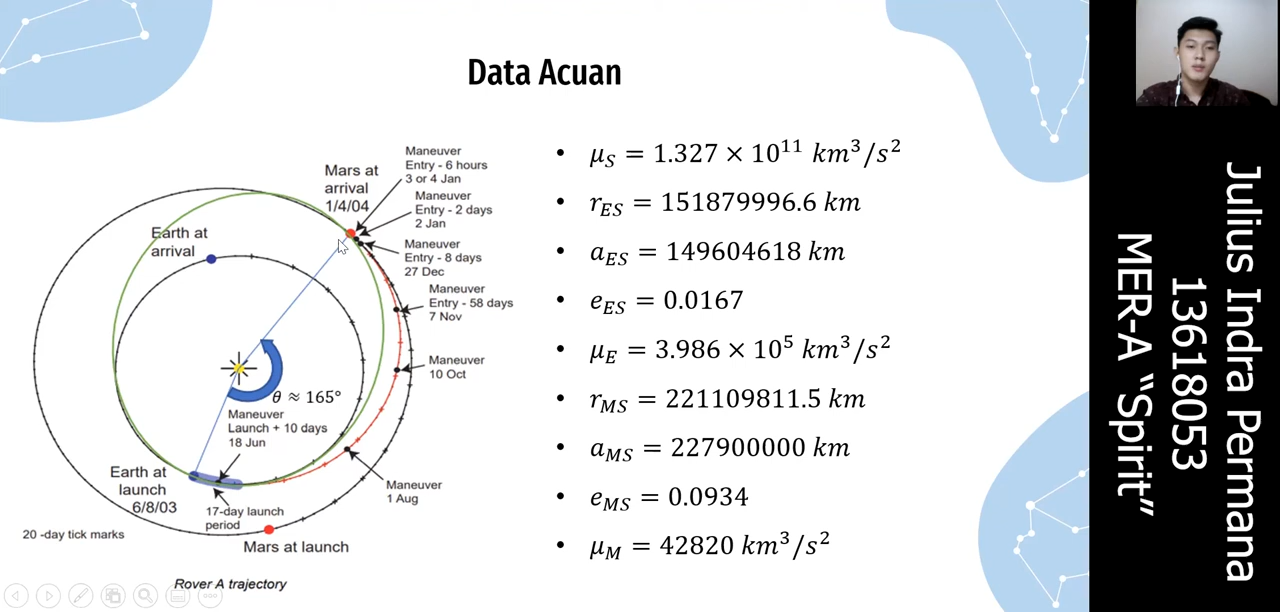 Data Acuan
Maneuver
Entry - 6 hours
3 or 4 Jan
Mars at
arrival
1/4/04
Maneuver
Entry - 2 days
2 Jan
Earth at
arrival
Maneuver
Entry - 8 days
27 Dec
Maneuver
Entry - 58 days
7 Nov
Maneuver
10 Oct
θ ≈ 165°
Maneuver
Launch + 10 days
18 Jun
Earth at
launch
6/8/03
17-day launch
period
Maneuver
1 Aug
20 -day tick marks
Mars at launch
Rover A trajectory
• μ_S = 1.327 × 10^11 km^3/s^2
• r_ES = 151879996.6 km
• a_ES = 149604618 km
• e_ES = 0.0167
• μ_E = 3.986 × 10^5 km^3/s^2
• r_MS = 221109811.5 km
• a_MS = 227900000 km
• e_MS = 0.0934
• μ_M = 42820 km^3/s^2
Julius Indra Permana
13618053
MER-A “Spirit”